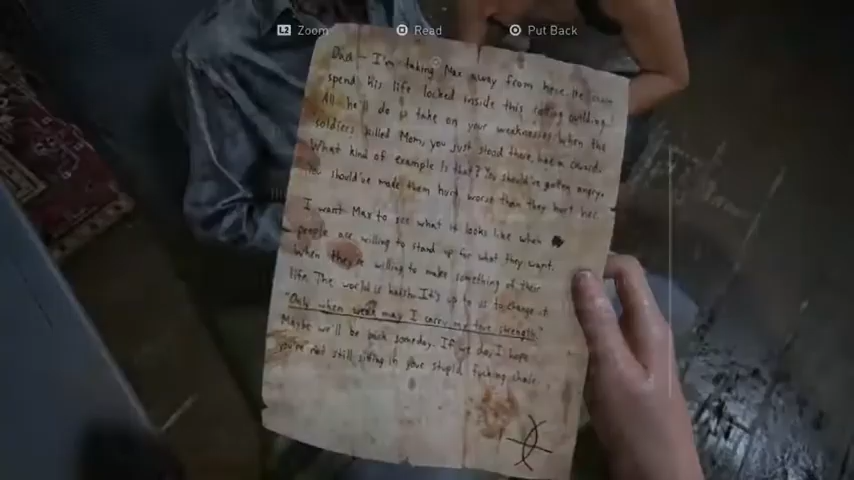 L2 Zoom Read Put Back
Dad - I'm taking Max away from here. He can't
spend his life locked inside this rotting building!
All he'll do is take on your weaknesses. When the
soldiers killed Mom, you just stood there, like a coward.
What kind of example is that? You should've gotten angry.
You should've made them hurt worse than they hurt her.
I want Max to see what it looks like when
people are willing to stand up for what they want.
When they're willing to make something of their
life. The world is harsh. It's up to us to change it.
"Only when weak may I carry my true strength."
Maybe we'll be back someday. If we do, I hope
you're not still sitting in your stupid fucking chair.